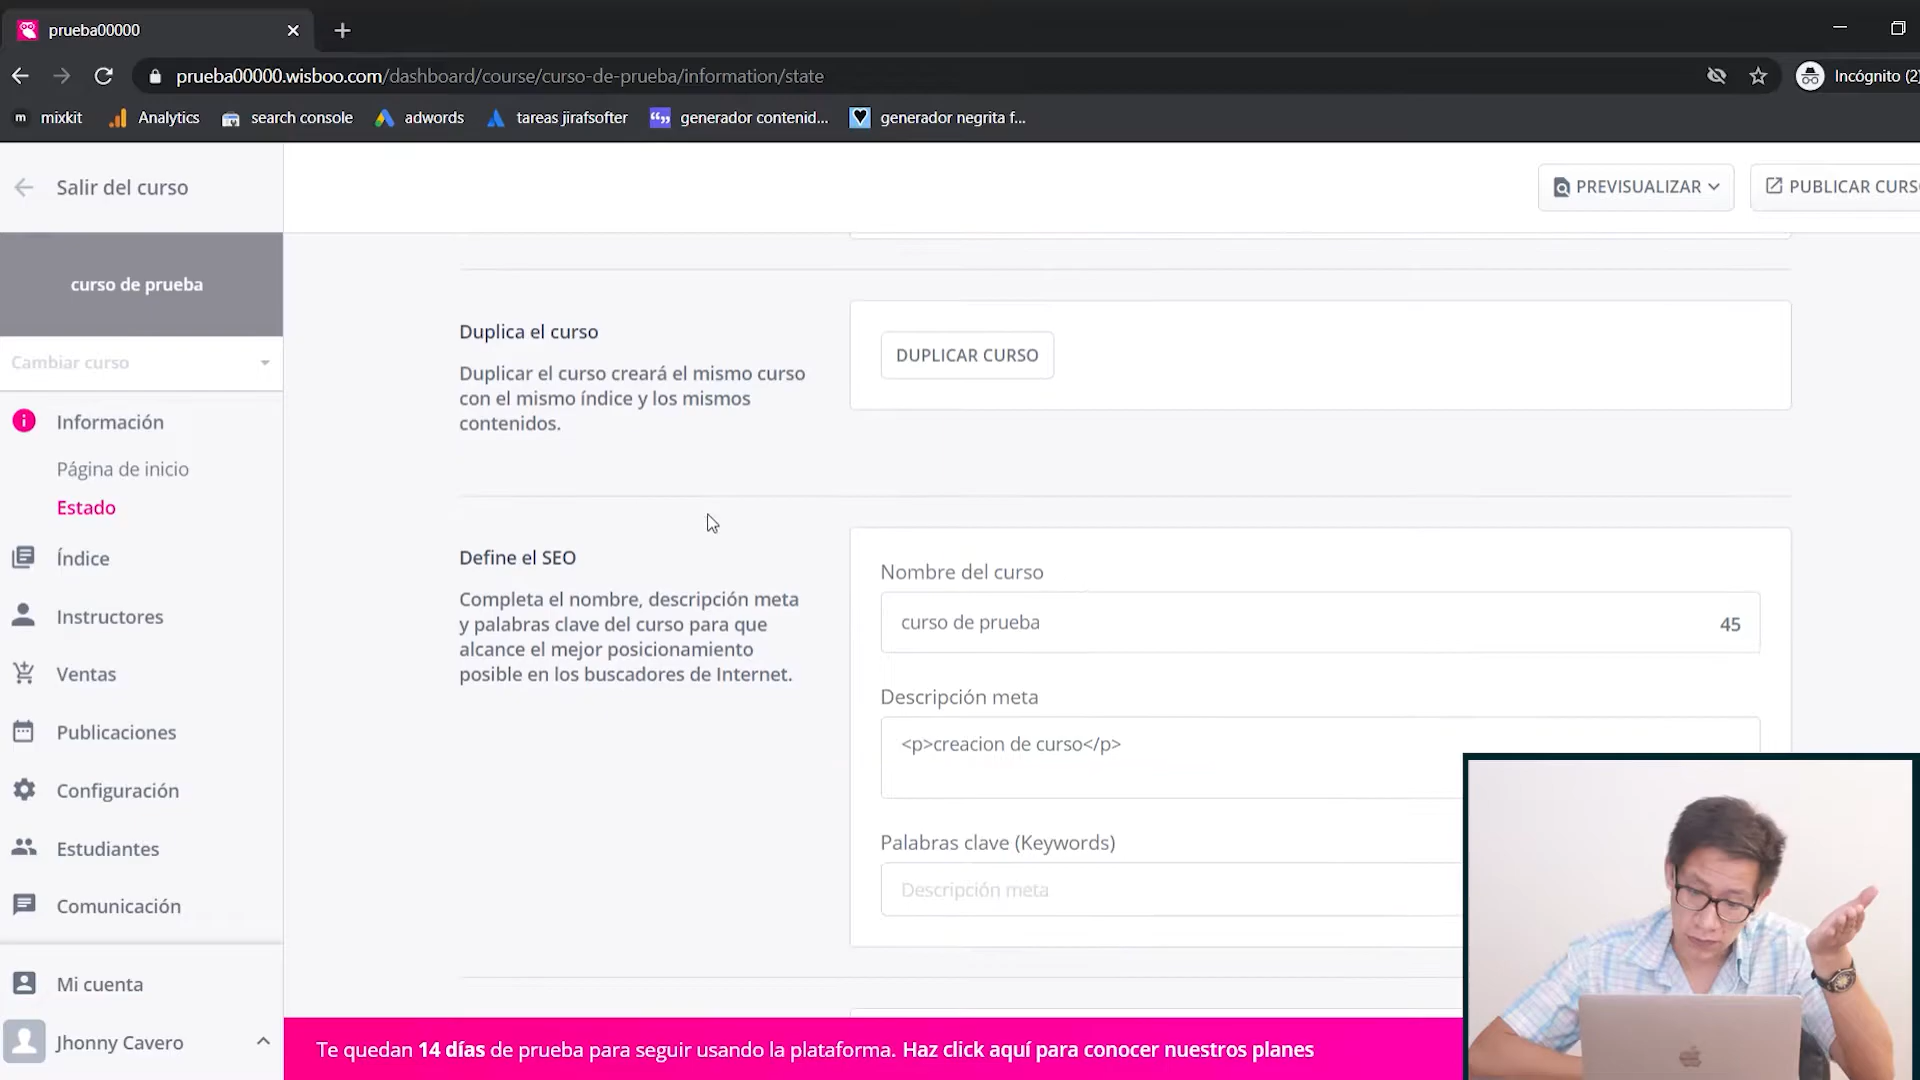 prueba00000
prueba00000.wisboo.com/dashboard/course/curso-de-prueba/information/state
Incógnito (2)
mixkit
Analytics
search console
adwords
tareas jirafsofter
generador contenid...
generador negrita f...
Salir del curso
PREVISUALIZAR
PUBLICAR CURS
curso de prueba
Cambiar curso
Información
Página de inicio
Estado
Índice
Instructores
Ventas
Publicaciones
Configuración
Estudiantes
Comunicación
Mi cuenta
Jhonny Cavero
Duplica el curso
Duplicar el curso creará el mismo curso
con el mismo índice y los mismos
contenidos.
DUPLICAR CURSO
Define el SEO
Completa el nombre, descripción meta
y palabras clave del curso para que
alcance el mejor posicionamiento
posible en los buscadores de Internet.
Nombre del curso
curso de prueba
45
Descripción meta
<p>creacion de curso</p>
Palabras clave (Keywords)
Descripción meta
Te quedan 14 días de prueba para seguir usando la plataforma. Haz click aquí para conocer nuestros planes